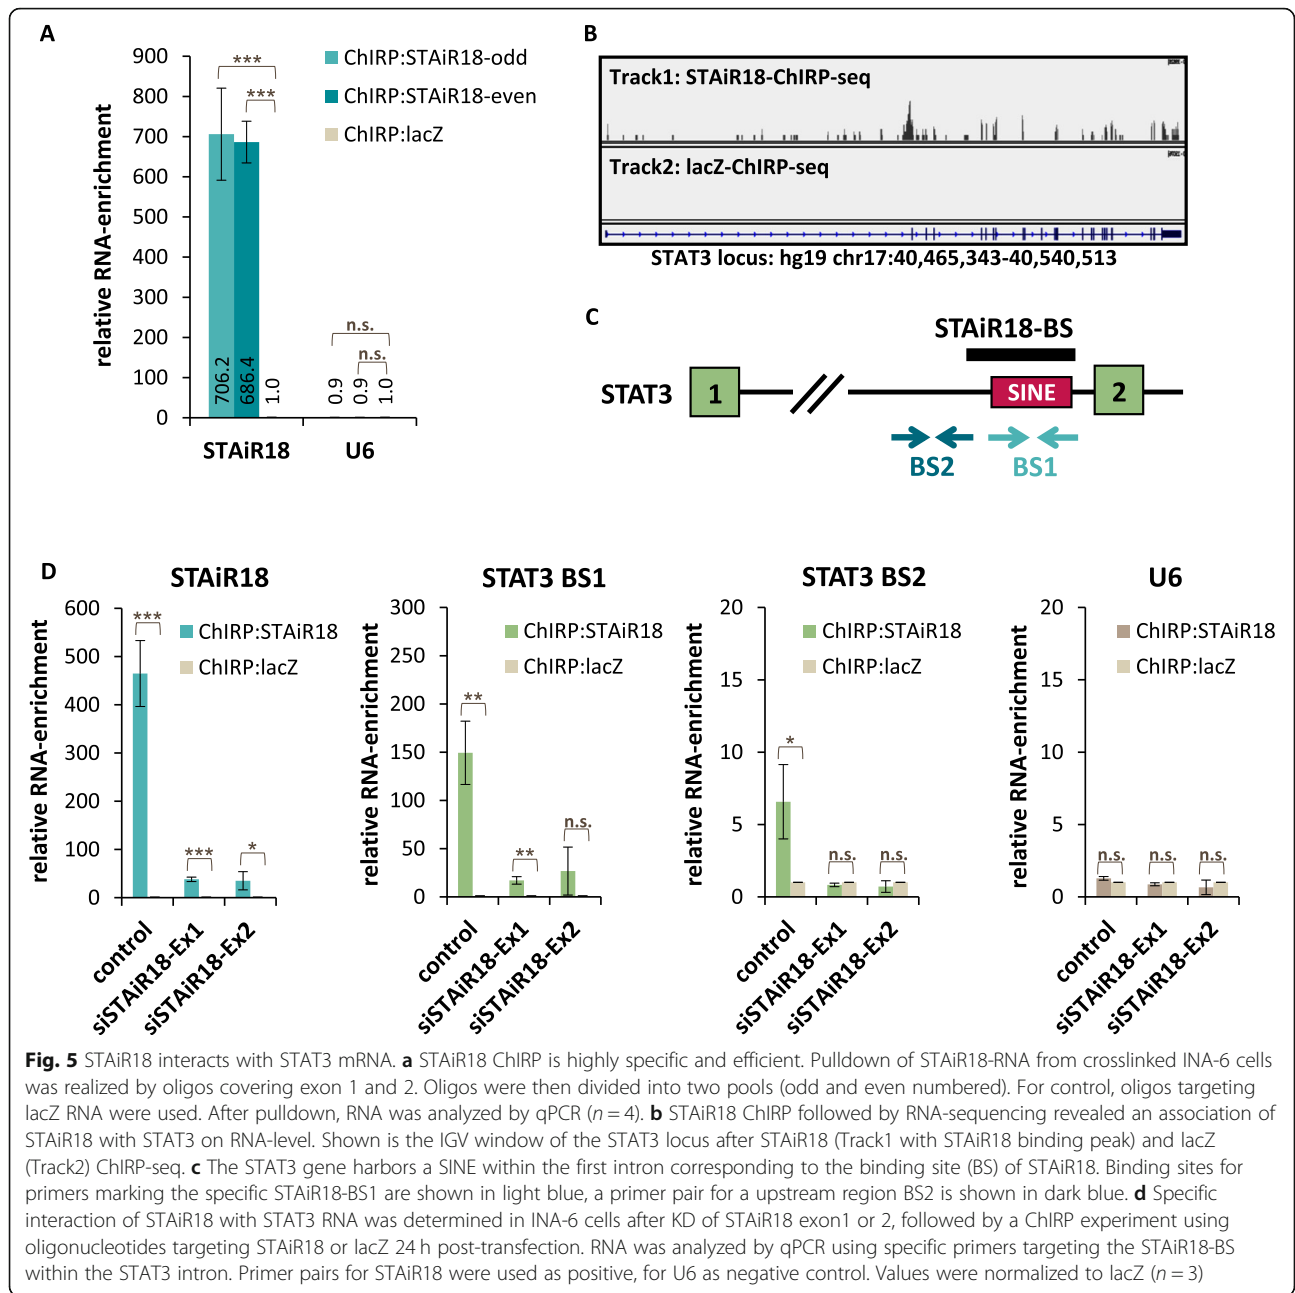 A
900
800
700
600
500
400
300
200
100
0
relative RNA-enrichment
ChIRP:STAiR18-odd
ChIRP:STAiR18-even
ChIRP:lacZ
***
***
706.2
686.4
1.0
n.s.
n.s.
0.9
0.9
1.0
STAiR18
U6
B
Track1: STAiR18-ChIRP-seq
Track2: lacZ-ChIRP-seq
STAT3 locus: hg19 chr17:40,465,343-40,540,513
C
STAiR18-BS
STAT3
1
SINE
2
BS2
BS1
D
STAiR18
600
500
400
300
200
100
0
relative RNA-enrichment
ChIRP:STAiR18
ChIRP:lacZ
***
***
*
control
siSTAiR18-Ex1
siSTAiR18-Ex2
STAT3 BS1
300
250
200
150
100
50
0
relative RNA-enrichment
ChIRP:STAiR18
ChIRP:lacZ
**
**
n.s.
control
siSTAiR18-Ex1
siSTAiR18-Ex2
STAT3 BS2
20
15
10
5
0
relative RNA-enrichment
ChIRP:STAiR18
ChIRP:lacZ
*
n.s.
n.s.
control
siSTAiR18-Ex1
siSTAiR18-Ex2
U6
20
15
10
5
0
relative RNA-enrichment
ChIRP:STAiR18
ChIRP:lacZ
n.s.
n.s.
n.s.
control
siSTAiR18-Ex1
siSTAiR18-Ex2
Fig. 5 STAiR18 interacts with STAT3 mRNA. a STAiR18 ChIRP is highly specific and efficient. Pulldown of STAiR18-RNA from crosslinked INA-6 cells
was realized by oligos covering exon 1 and 2. Oligos were then divided into two pools (odd and even numbered). For control, oligos targeting
lacZ RNA were used. After pulldown, RNA was analyzed by qPCR (n = 4). b STAiR18 ChIRP followed by RNA-sequencing revealed an association of
STAiR18 with STAT3 on RNA-level. Shown is the IGV window of the STAT3 locus after STAiR18 (Track1 with STAiR18 binding peak) and lacZ
(Track2) ChIRP-seq. c The STAT3 gene harbors a SINE within the first intron corresponding to the binding site (BS) of STAiR18. Binding sites for
primers marking the specific STAiR18-BS1 are shown in light blue, a primer pair for a upstream region BS2 is shown in dark blue. d Specific
interaction of STAiR18 with STAT3 RNA was determined in INA-6 cells after KD of STAiR18 exon1 or 2, followed by a ChIRP experiment using
oligonucleotides targeting STAiR18 or lacZ 24 h post-transfection. RNA was analyzed by qPCR using specific primers targeting the STAiR18-BS
within the STAT3 intron. Primer pairs for STAiR18 were used as positive, for U6 as negative control. Values were normalized to lacZ (n = 3)